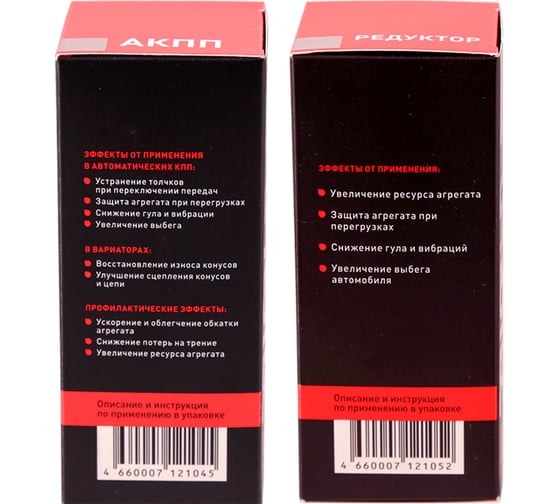 АКПП
ЭФФЕКТЫ ОТ ПРИМЕНЕНИЯ
В АВТОМАТИЧЕСКИХ КПП:
Устранение толчков
при переключении передач
Защита агрегата при перегрузках
Снижение гула и вибрации
Увеличение выбега
В ВАРИАТОРАХ:
Восстановление износа конусов
Улучшение сцепления конусов
и цепи
ПРОФИЛАКТИЧЕСКИЕ ЭФФЕКТЫ:
Ускорение и облегчение обкатки
агрегата
Снижение потерь на трение
Увеличение ресурса агрегата
Описание и инструкция
по применению в упаковке
4 660007 121045
РЕДУКТОР
ЭФФЕКТЫ ОТ ПРИМЕНЕНИЯ:
Увеличение ресурса агрегата
Защита агрегата при
перегрузках
Снижение гула и вибраций
Увеличение выбега
автомобиля
Описание и инструкция
по применению в упаковке
4 660007 121052